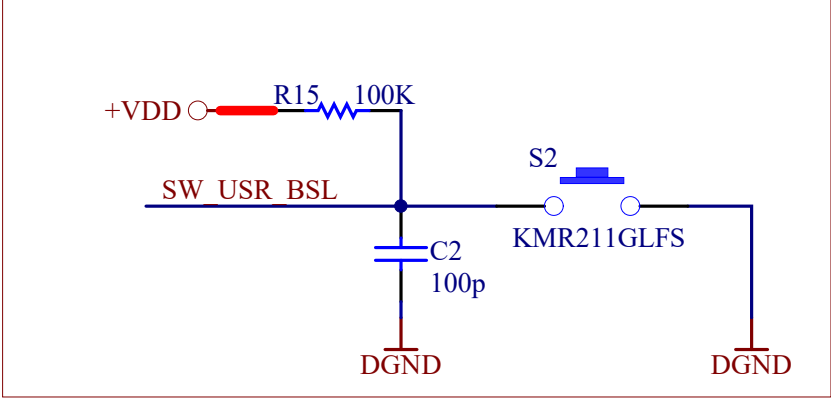 R15 100K
+VDD
S2
SW_USR_BSL
KMR211GLFS
C2
100p
DGND
DGND